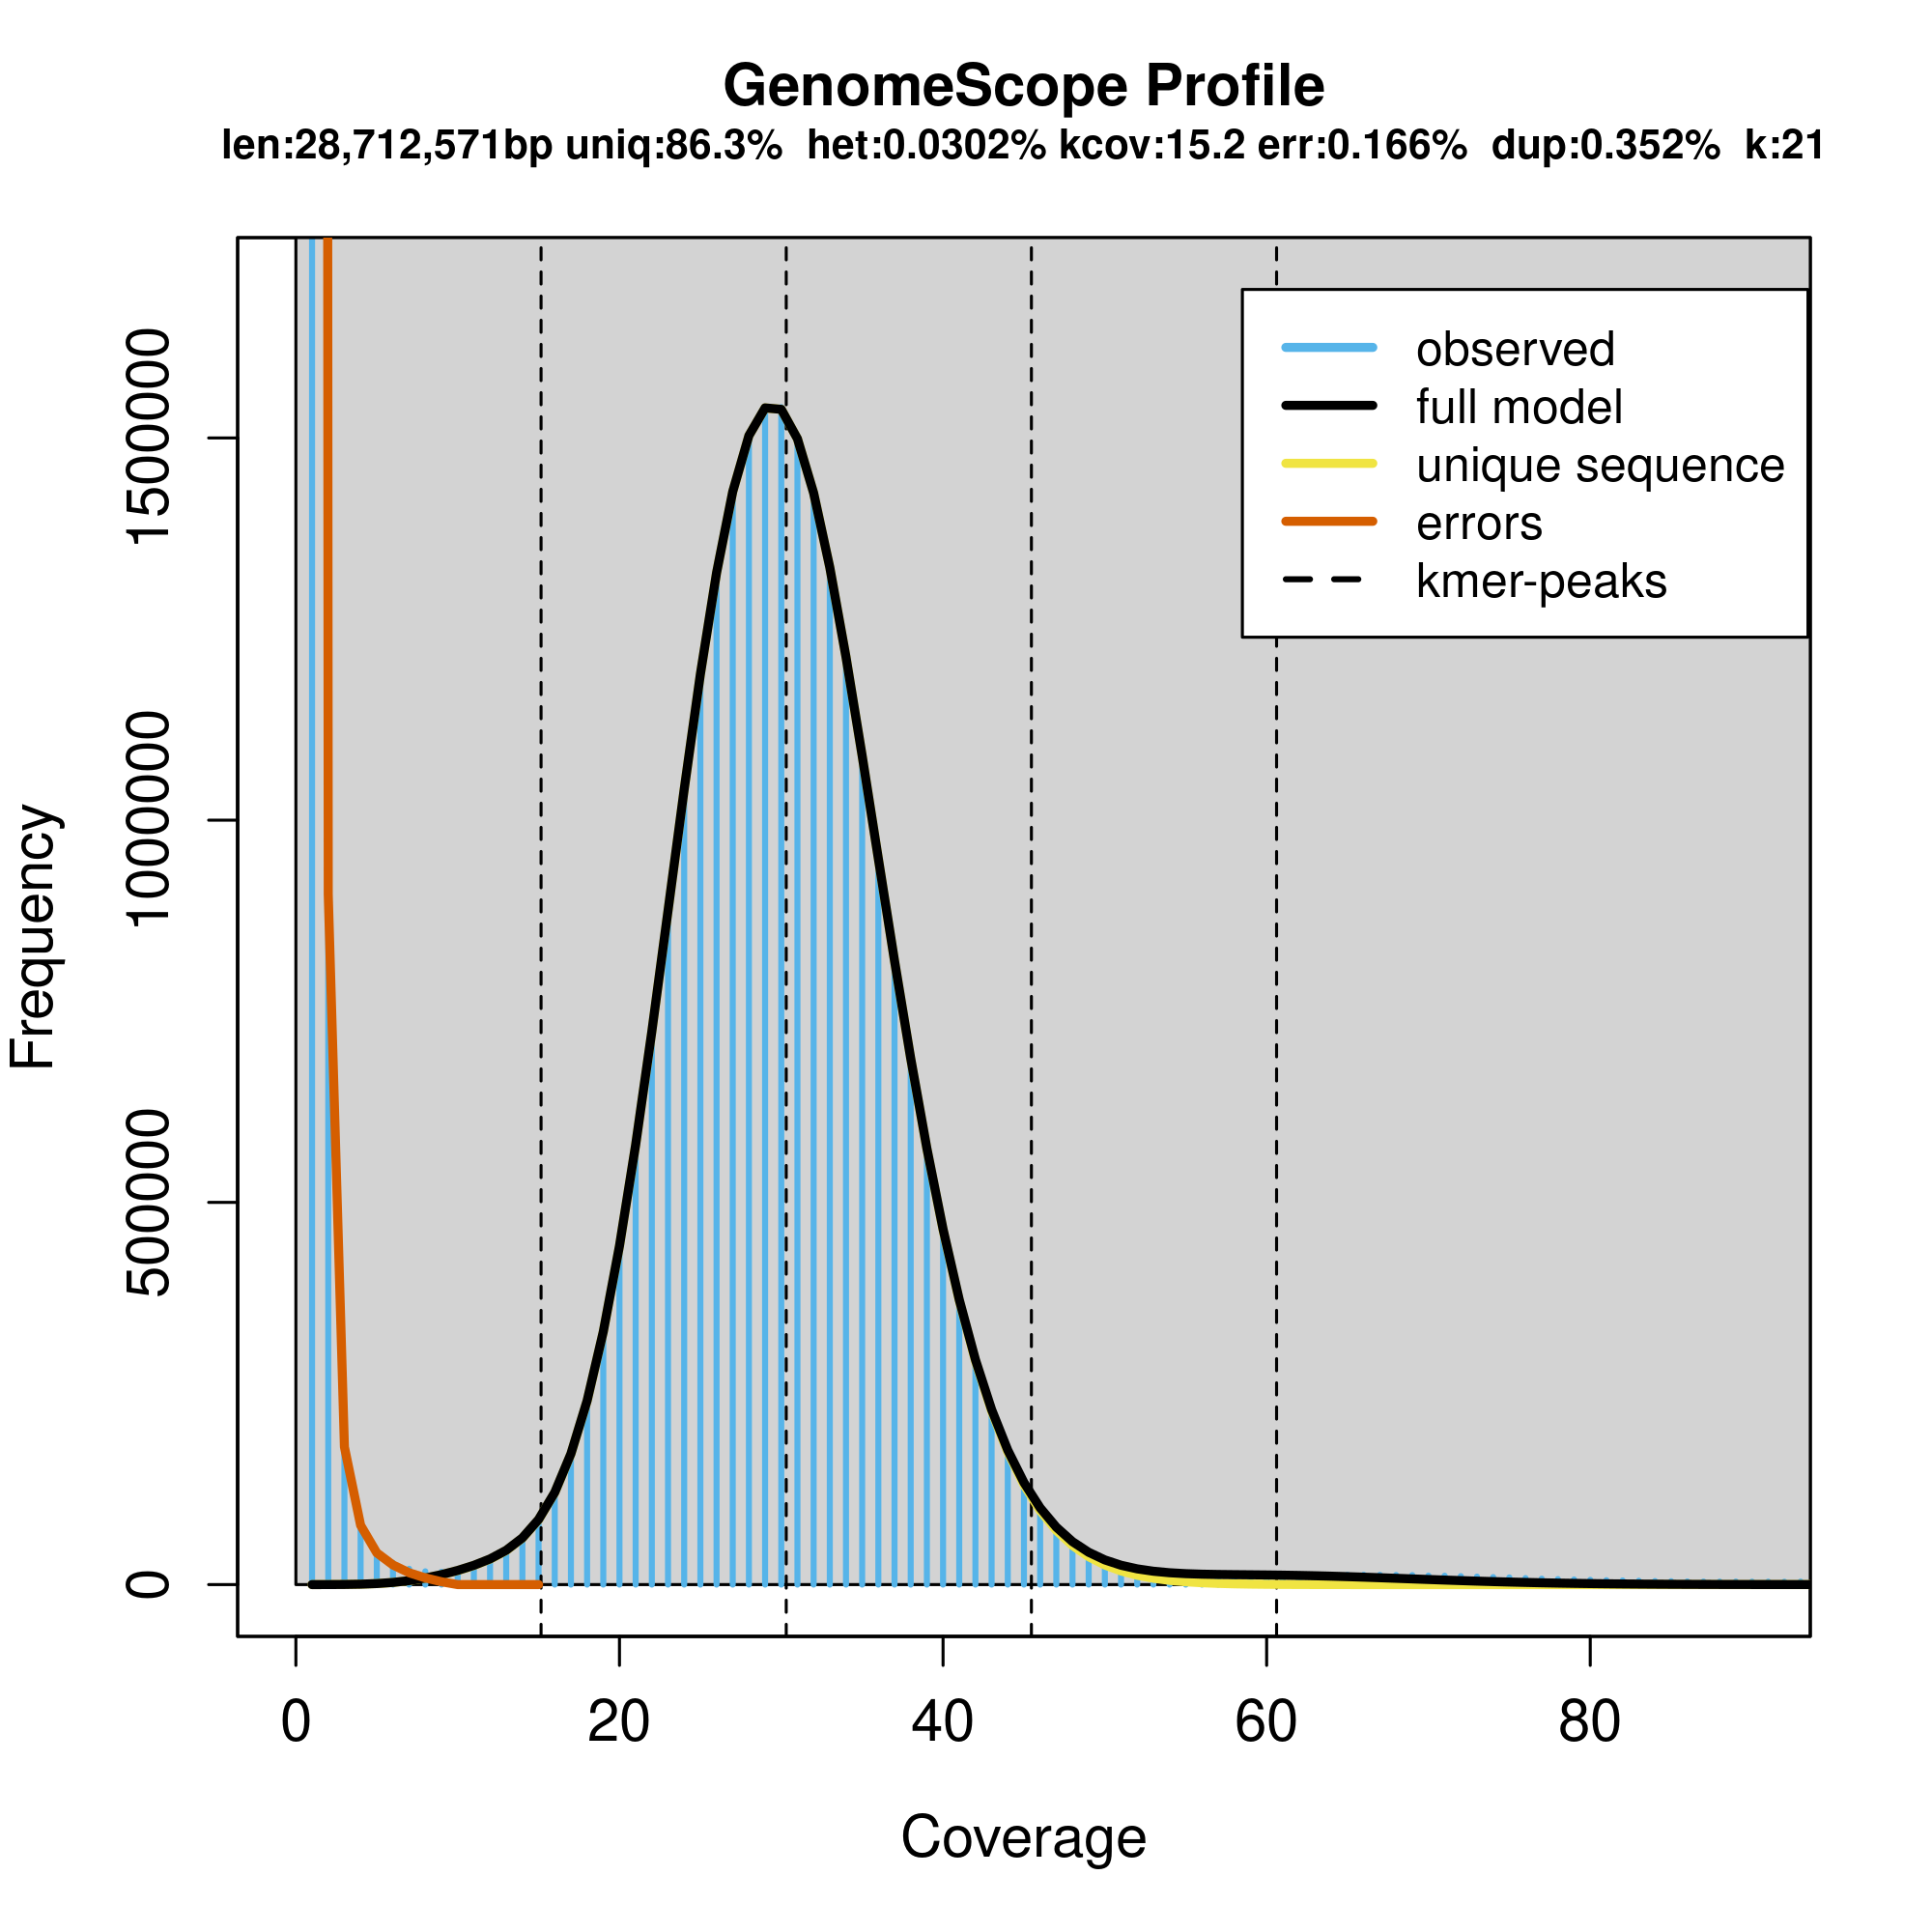 GenomeScope Profile
len:28,712,571bp uniq:86.3% het:0.0302% kcov:15.2 err:0.166% dup:0.352% k:21
observed
full model
unique sequence
errors
kmer-peaks
Frequency
1500000
1000000
500000
0
0 20 40 60 80
Coverage